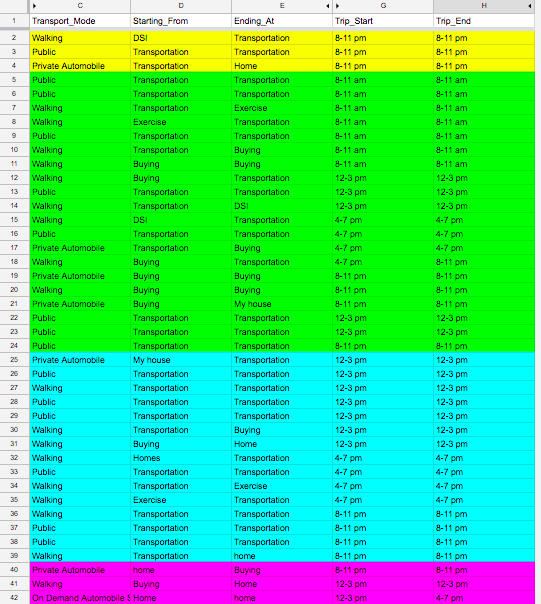 C D E G H
1 Transport_Mode Starting_From Ending_At Trip_Start Trip_End
2 Walking DSI Transportation 8-11 pm 8-11 pm
3 Public Transportation Transportation 8-11 pm 8-11 pm
4 Private Automobile Transportation Home 8-11 pm 8-11 pm
5 Public Transportation Transportation 8-11 am 8-11 am
6 Public Transportation Transportation 8-11 am 8-11 am
7 Walking Transportation Exercise 8-11 am 8-11 am
8 Walking Exercise Transportation 8-11 am 8-11 am
9 Public Transportation Transportation 8-11 am 8-11 am
10 Walking Transportation Buying 8-11 am 8-11 am
11 Walking Buying Buying 8-11 am 8-11 am
12 Walking Buying Transportation 12-3 pm 12-3 pm
13 Public Transportation Transportation 12-3 pm 12-3 pm
14 Walking Transportation DSI 12-3 pm 12-3 pm
15 Walking DSI Transportation 4-7 pm 4-7 pm
16 Public Transportation Transportation 4-7 pm 4-7 pm
17 Private Automobile Transportation Buying 4-7 pm 4-7 pm
18 Walking Buying Transportation 4-7 pm 8-11 pm
19 Private Automobile Buying Buying 8-11 pm 8-11 pm
20 Walking Buying Buying 8-11 pm 8-11 pm
21 Private Automobile Buying My house 8-11 pm 8-11 pm
22 Public Transportation Transportation 12-3 pm 12-3 pm
23 Public Transportation Transportation 12-3 pm 12-3 pm
24 Public Transportation Transportation 8-11 pm 8-11 pm
25 Private Automobile My house Transportation 12-3 pm 12-3 pm
26 Public Transportation Transportation 12-3 pm 12-3 pm
27 Walking Transportation Transportation 12-3 pm 12-3 pm
28 Public Transportation Transportation 12-3 pm 12-3 pm
29 Public Transportation Transportation 12-3 pm 12-3 pm
30 Walking Transportation Buying 12-3 pm 12-3 pm
31 Walking Buying Home 12-3 pm 12-3 pm
32 Walking Homes Transportation 4-7 pm 4-7 pm
33 Public Transportation Transportation 4-7 pm 4-7 pm
34 Walking Transportation Exercise 4-7 pm 4-7 pm
35 Walking Exercise Transportation 4-7 pm 4-7 pm
36 Walking Transportation Transportation 8-11 pm 8-11 pm
37 Public Transportation Transportation 8-11 pm 8-11 pm
38 Public Transportation Transportation 8-11 pm 8-11 pm
39 Walking Transportation home 8-11 pm 8-11 pm
40 Private Automobile home Buying 8-11 pm 8-11 pm
41 Walking Buying Home 12-3 pm 12-3 pm
42 On Demand Automobile S Home home 12-3 pm 4-7 pm